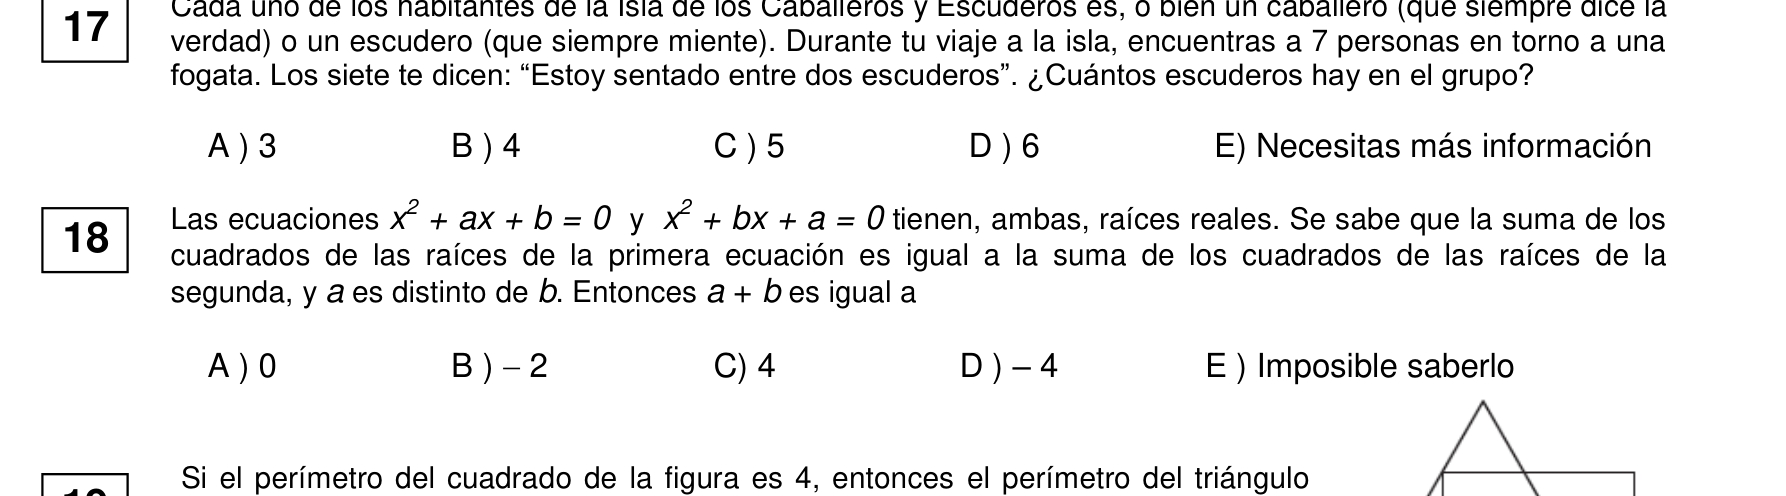 17
Cada uno de los habitantes de la Isla de los Caballeros y Escuderos es, o bien un caballero (que siempre dice la
verdad) o un escudero (que siempre miente). Durante tu viaje a la isla, encuentras a 7 personas en torno a una
fogata. Los siete te dicen: “Estoy sentado entre dos escuderos”. ¿Cuántos escuderos hay en el grupo?
A ) 3 B ) 4 C ) 5 D ) 6 E) Necesitas más información
18
Las ecuaciones x² + ax + b = 0 y x² + bx + a = 0 tienen, ambas, raíces reales. Se sabe que la suma de los
cuadrados de las raíces de la primera ecuación es igual a la suma de los cuadrados de las raíces de la
segunda, y a es distinto de b. Entonces a + b es igual a
A ) 0 B ) – 2 C) 4 D ) – 4 E ) Imposible saberlo
19
Si el perímetro del cuadrado de la figura es 4, entonces el perímetro del triángulo